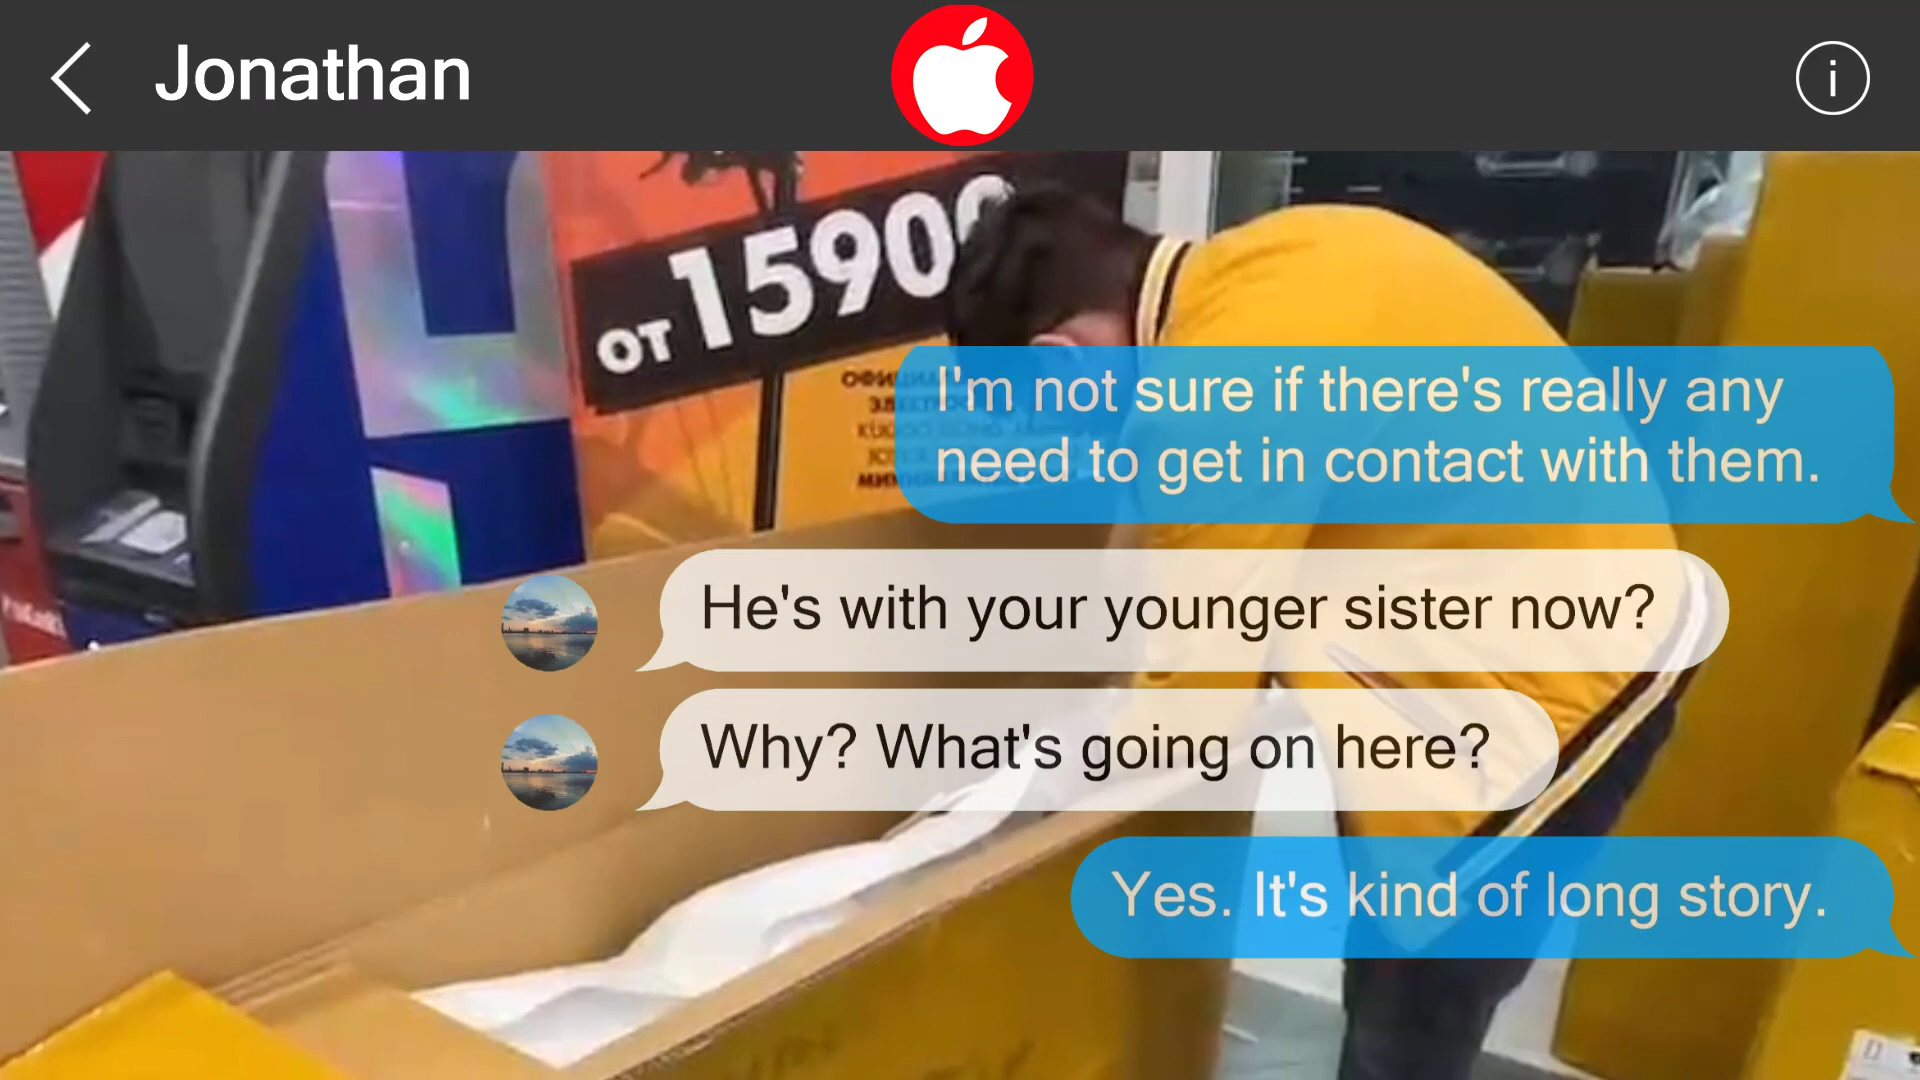 Jonathan
i
от 1590
I'm not sure if there's really any
need to get in contact with them.
He's with your younger sister now?
Why? What's going on here?
Yes. It's kind of long story.